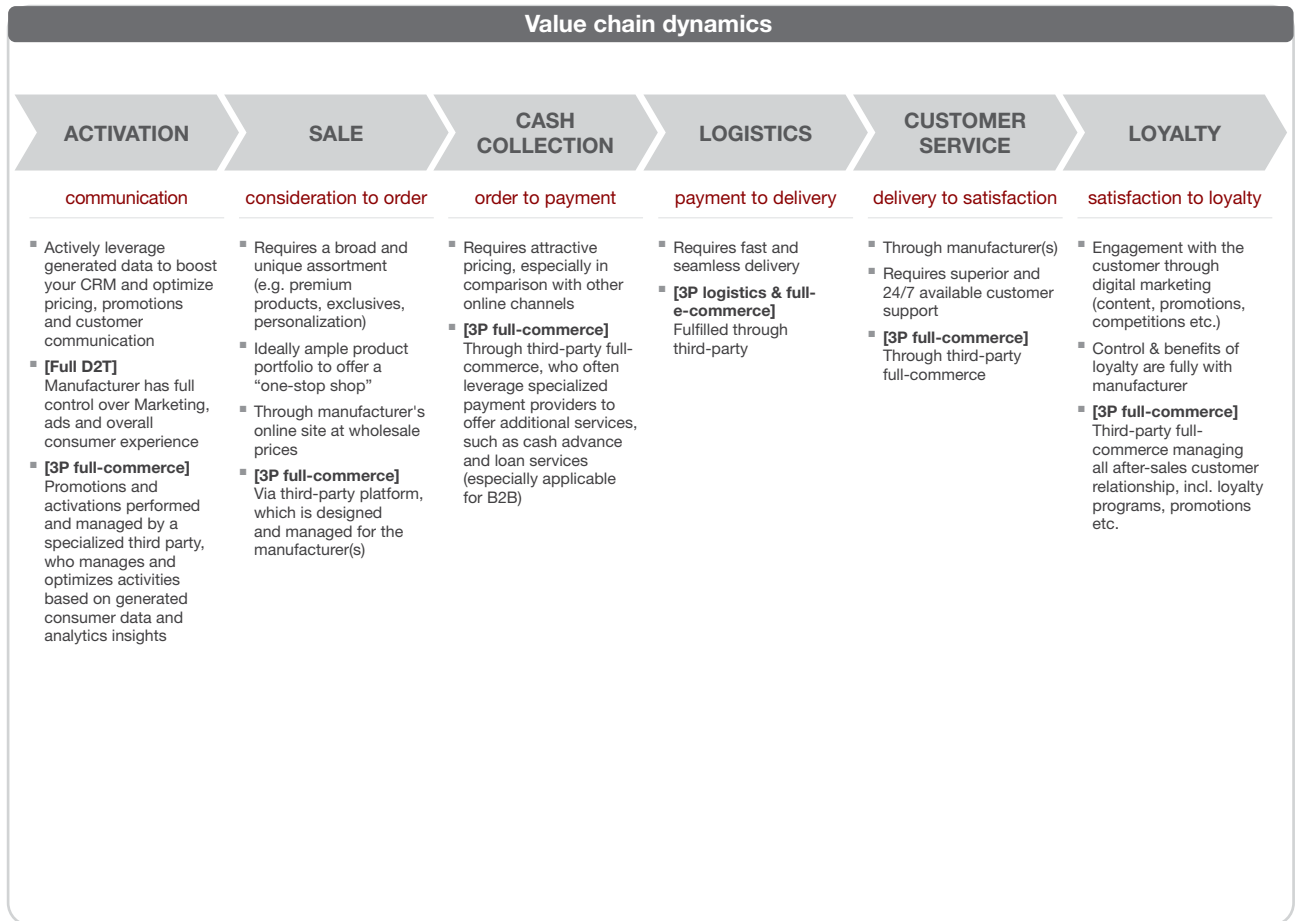 Value chain dynamics
ACTIVATION
communication
Actively leverage
generated data to boost
your CRM and optimize
pricing, promotions
and customer
communication
[Full D2T]
Manufacturer has full
control over Marketing,
ads and overall
consumer experience
[3P full-commerce]
Promotions and
activations performed
and managed by a
specialized third party,
who manages and
optimizes activities
based on generated
consumer data and
analytics insights
SALE
consideration to order
Requires a broad and
unique assortment
(e.g. premium
products, exclusives,
personalization)
Ideally ample product
portfolio to offer a
“one-stop shop”
Through manufacturer's
online site at wholesale
prices
[3P full-commerce]
Via third-party platform,
which is designed
and managed for the
manufacturer(s)
CASH
COLLECTION
order to payment
Requires attractive
pricing, especially in
comparison with other
online channels
[3P full-commerce]
Through third-party full-
commerce, who often
leverage specialized
payment providers to
offer additional services,
such as cash advance
and loan services
(especially applicable
for B2B)
LOGISTICS
payment to delivery
Requires fast and
seamless delivery
[3P logistics & full-
e-commerce]
Fulfilled through
third-party
CUSTOMER
SERVICE
delivery to satisfaction
Through manufacturer(s)
Requires superior and
24/7 available customer
support
[3P full-commerce]
Through third-party
full-commerce
LOYALTY
satisfaction to loyalty
Engagement with the
customer through
digital marketing
(content, promotions,
competitions etc.)
Control & benefits of
loyalty are fully with
manufacturer
[3P full-commerce]
Third-party full-
commerce managing
all after-sales customer
relationship, incl. loyalty
programs, promotions
etc.